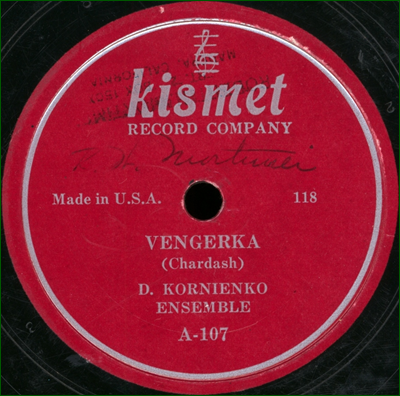 kismet
RECORD COMPANY
Made in U.S.A. 118
VENGERKA
(Chardash)
D. KORNIENKO
ENSEMBLE
A-107